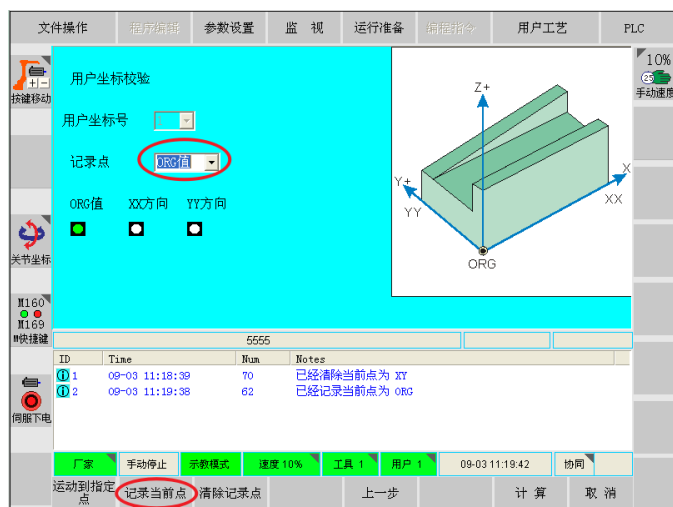 文件操作 程序编辑 参数设置 监 视 运行准备 编程指令 用户工艺 PLC
按键移动
用户坐标校验
用户坐标号
记录点 ORG值
ORG值 XX方向 YY方向
Z+
X
XX
Y+
YY
ORG
10%
手动速度
关节坐标
M160
M169
M快捷键
伺服下电
5555
ID Time Num Notes
1 09-03 11:18:39 70 已经清除当前点为 XY
2 09-03 11:19:38 62 已经记录当前点为 ORG
厂家 手动停止 示教模式 速度 10% 工具 1 用户 1 09-03 11:19:42 协同
运动到指定
点
记录当前点 清除记录点 上一步 计 算 取 消